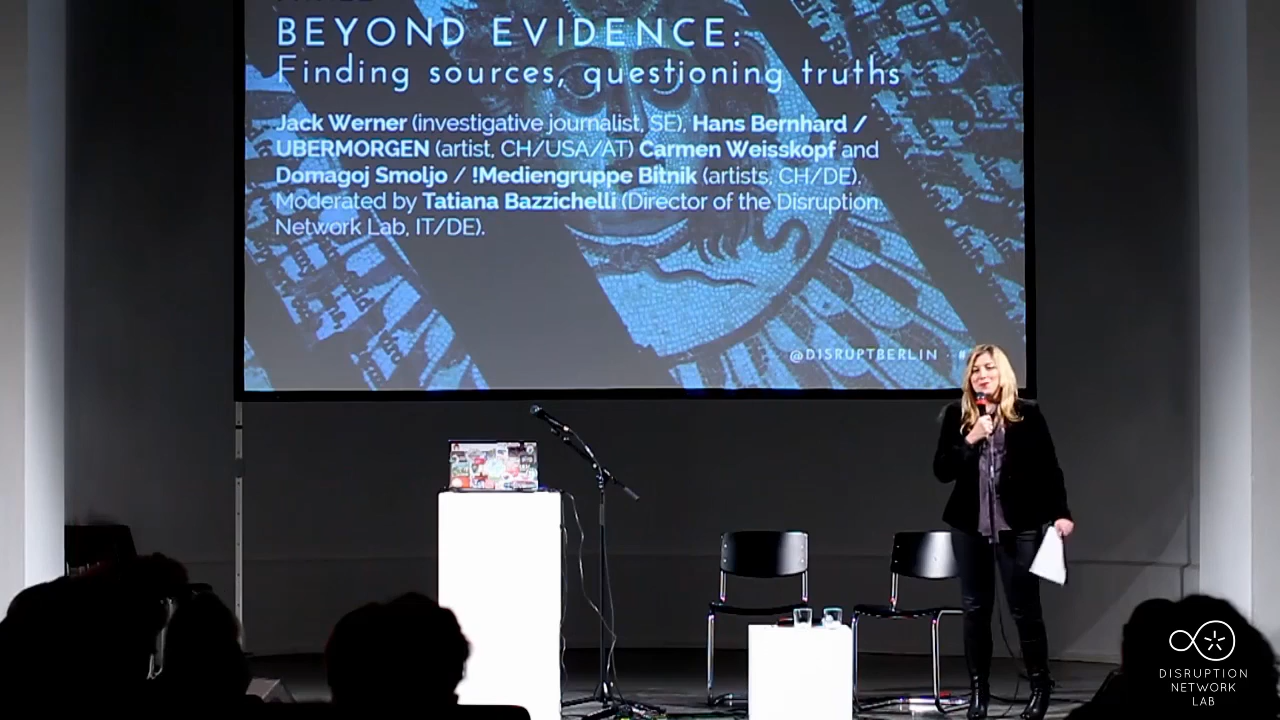 BEYOND EVIDENCE:
Finding sources, questioning truths
Jack Werner (investigative journalist, SE), Hans Bernhard /
UBERMORGEN (artist, CH/USA/AT) Carmen Weisskopf and
Domagoj Smoljo / !Mediengruppe Bitnik (artists, CH/DE).
Moderated by Tatiana Bazzichelli (Director of the Disruption
Network Lab, IT/DE).
@DISRUPTBERLIN · #
DISRUPTION
NETWORK
LAB